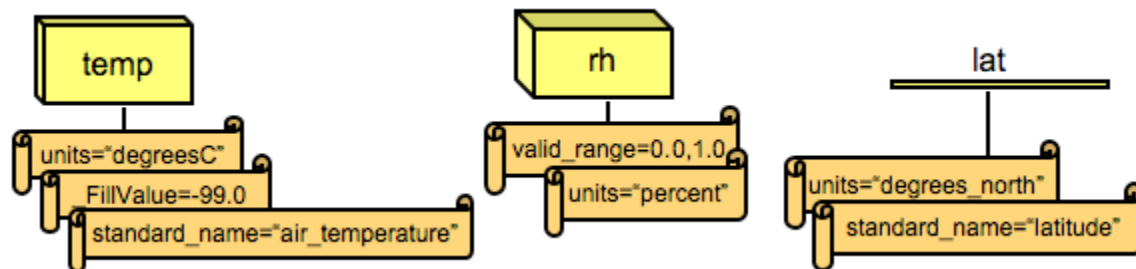 temp
units=“degreesC”
_FillValue=-99.0
standard_name=“air_temperature”
rh
valid_range=0.0,1.0
units=“percent”
lat
units=“degrees_north”
standard_name=“latitude”